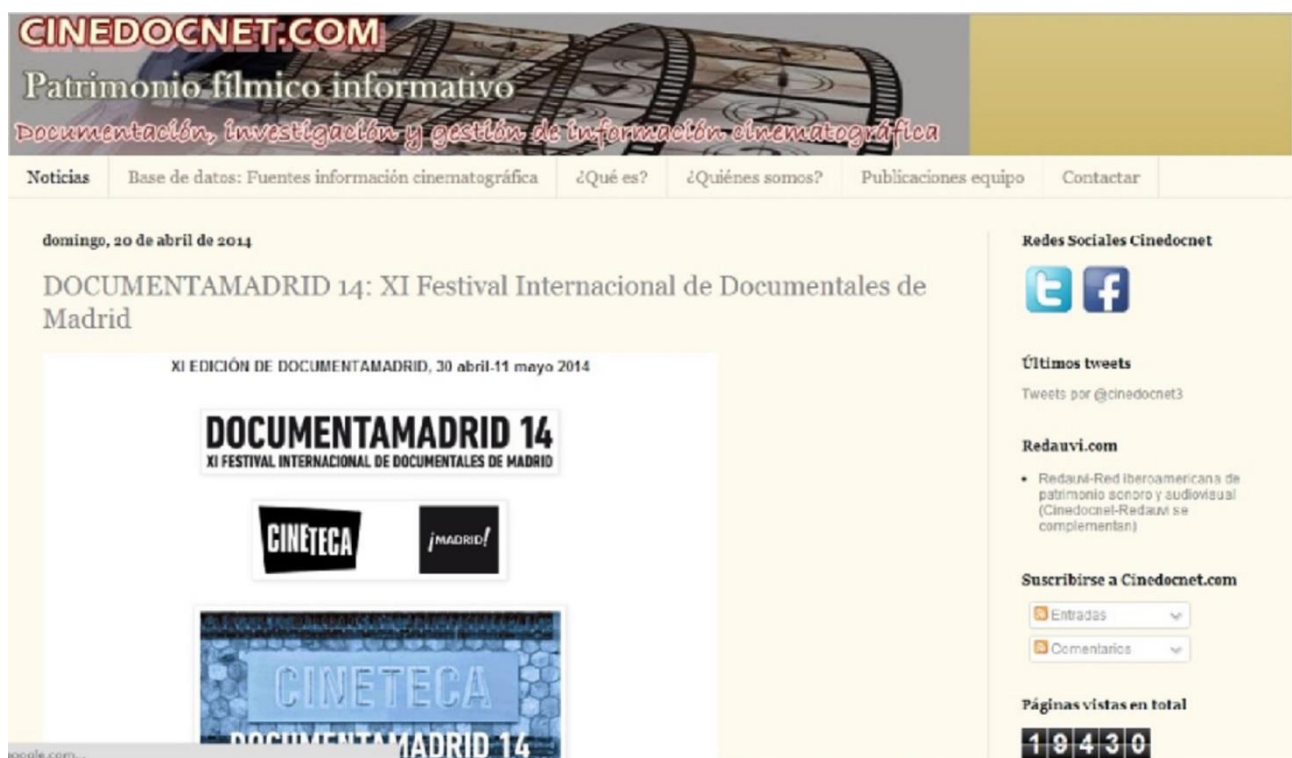 CINEDOCNET.COM
Patrimonio fílmico informativo
Documentación, investigación y gestión de información cinematográfica
Noticias
Base de datos: Fuentes información cinematográfica
¿Qué es?
¿Quiénes somos?
Publicaciones equipo
Contactar
domingo, 20 de abril de 2014
DOCUMENTAMADRID 14: XI Festival Internacional de Documentales de
Madrid
XI EDICIÓN DE DOCUMENTAMADRID, 30 abril-11 mayo 2014
DOCUMENTAMADRID 14
XI FESTIVAL INTERNACIONAL DE DOCUMENTALES DE MADRID
CINETECA
¡MADRID!
CINETECA
DOCUMENTAMADRID 14
Redes Sociales Cinedocnet
Últimos tweets
Tweets por @cinedocnet3
Redauvi.com
Redauvi-Red iberoamericana de
patrimonio sonoro y audiovisual
(Cinedocnet-Redauvi se
complementan)
Suscribirse a Cinedocnet.com
Entradas
Comentarios
Páginas vistas en total
19430